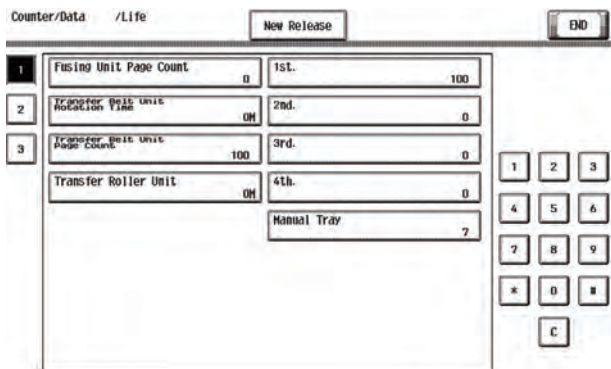 Counter/Data /Life
New Release
END
1
2
3
Fusing Unit Page Count
0
Transfer Belt Unit
Rotation Time
0M
Transfer Belt Unit
Page Count
100
Transfer Roller Unit
0M
1st.
100
2nd.
0
3rd.
0
4th.
0
Manual Tray
7
1 2 3
4 5 6
7 8 9
* 0 #
C